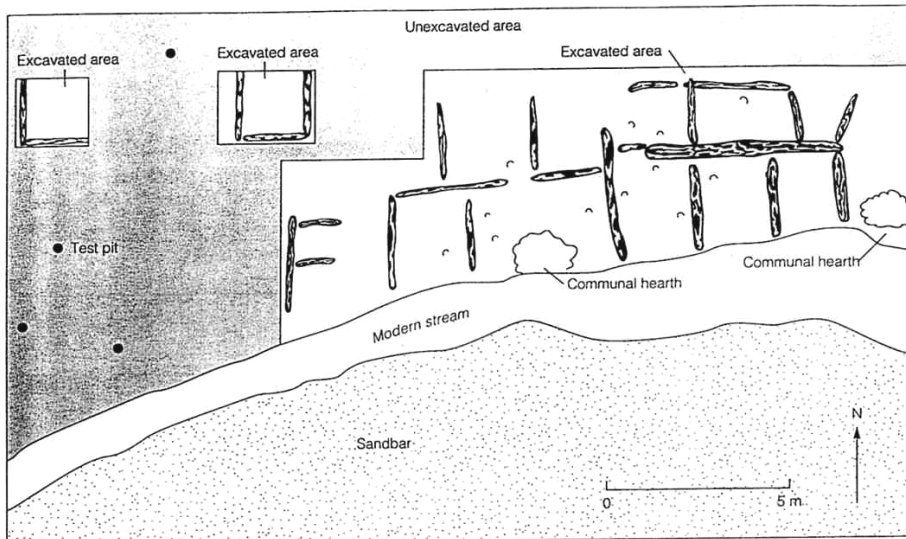 Unexcavated area
Excavated area
Excavated area
Excavated area
Test pit
Communal hearth
Communal hearth
Modern stream
Sandbar
N
0
5 m